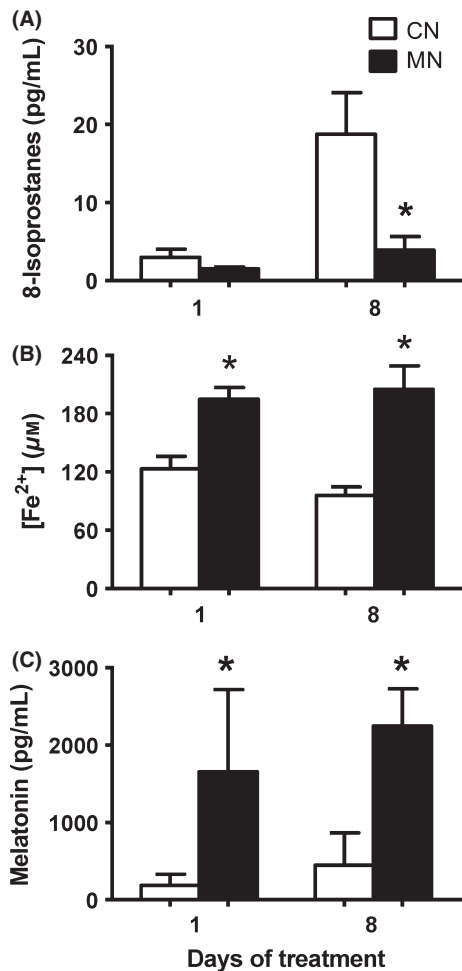 (A)
CN
MN
8-Isoprostanes (pg/mL)
30
20
10
0
*
1
8
(B)
[Fe²⁺] (μM)
240
180
120
60
0
*
*
1
8
(C)
Melatonin (pg/mL)
3000
2000
1000
0
*
*
1
8
Days of treatment